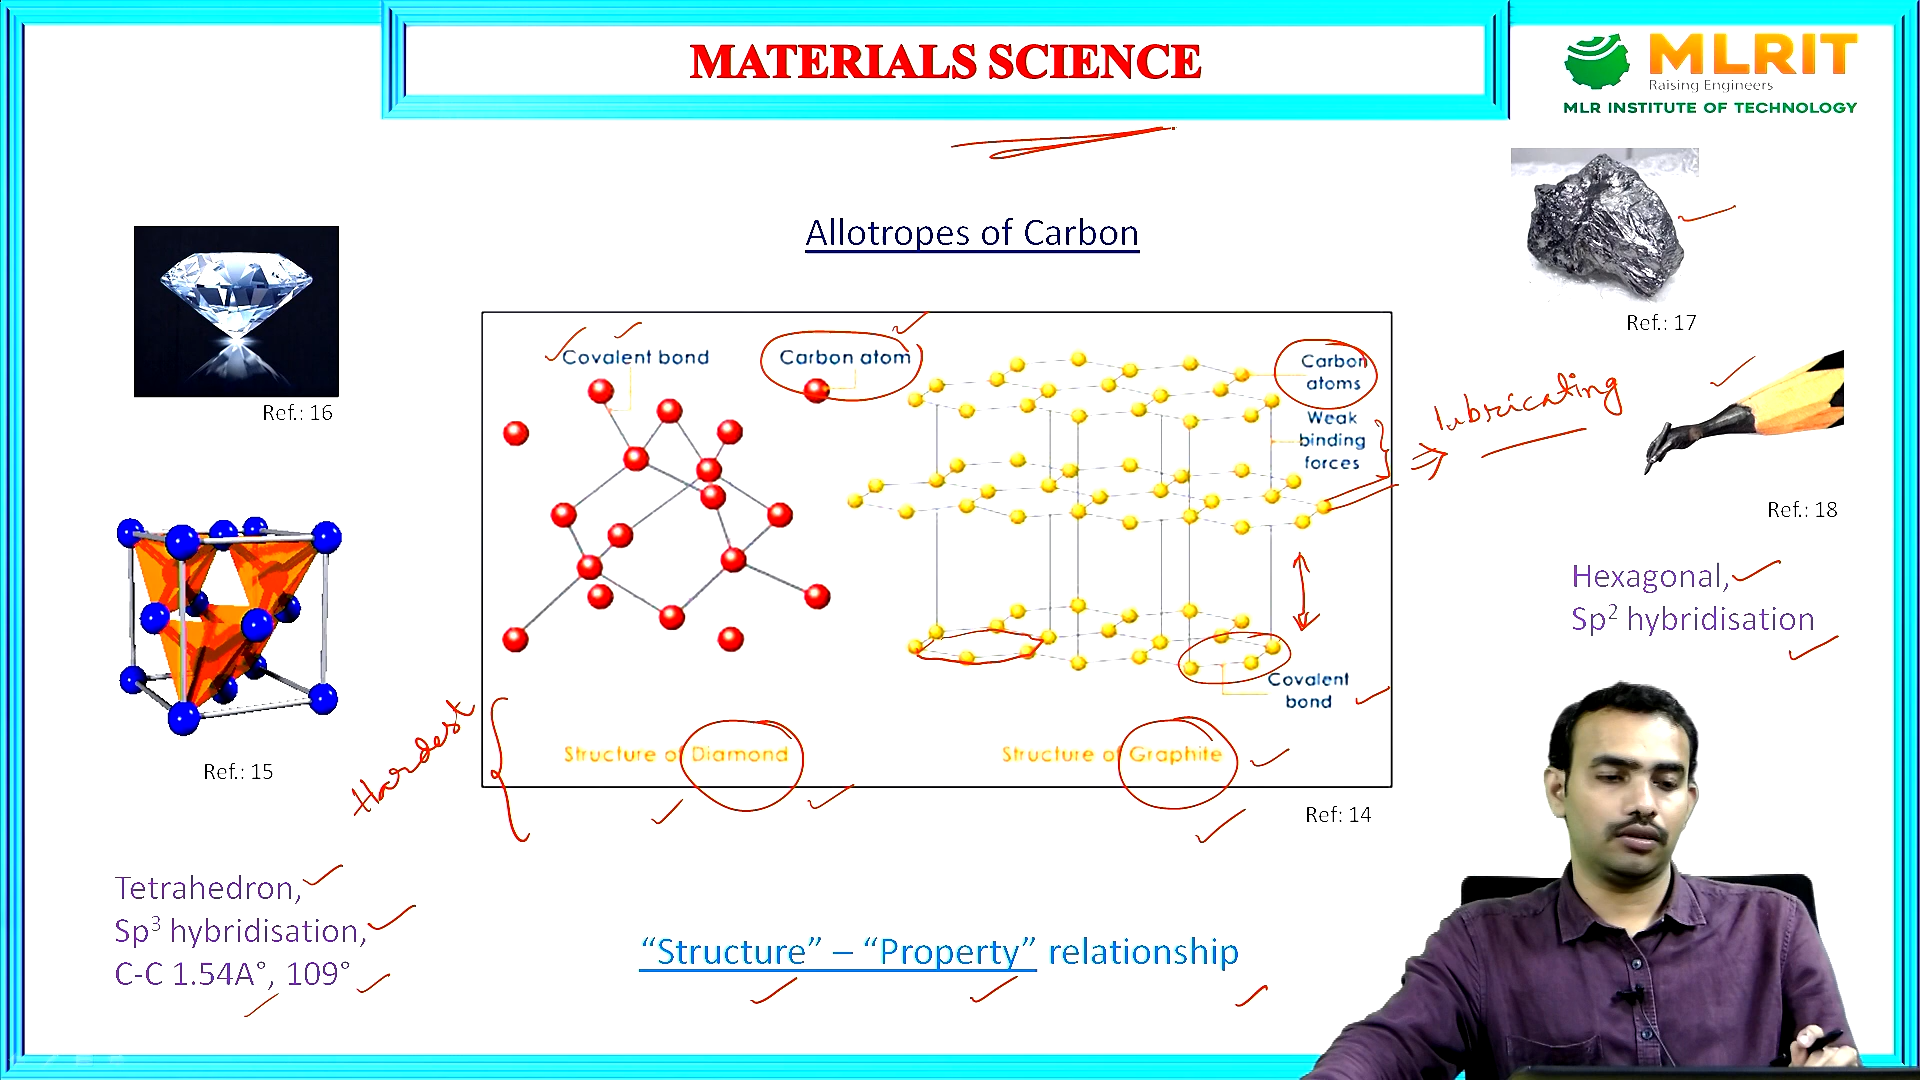 MATERIALS SCIENCE
MLRIT
Raising Engineers
MLR INSTITUTE OF TECHNOLOGY
Allotropes of Carbon
Ref.: 16
Ref.: 17
Covalent bond
Carbon atom
Carbon
atoms
Weak
binding
forces
lubricating
Ref.: 18
Hexagonal,
Sp² hybridisation
Covalent
bond
Structure of Diamond
Structure of Graphite
Ref: 14
Ref.: 15
Hardest
Tetrahedron,
Sp³ hybridisation,
C-C 1.54A°, 109°
“Structure” – “Property” relationship